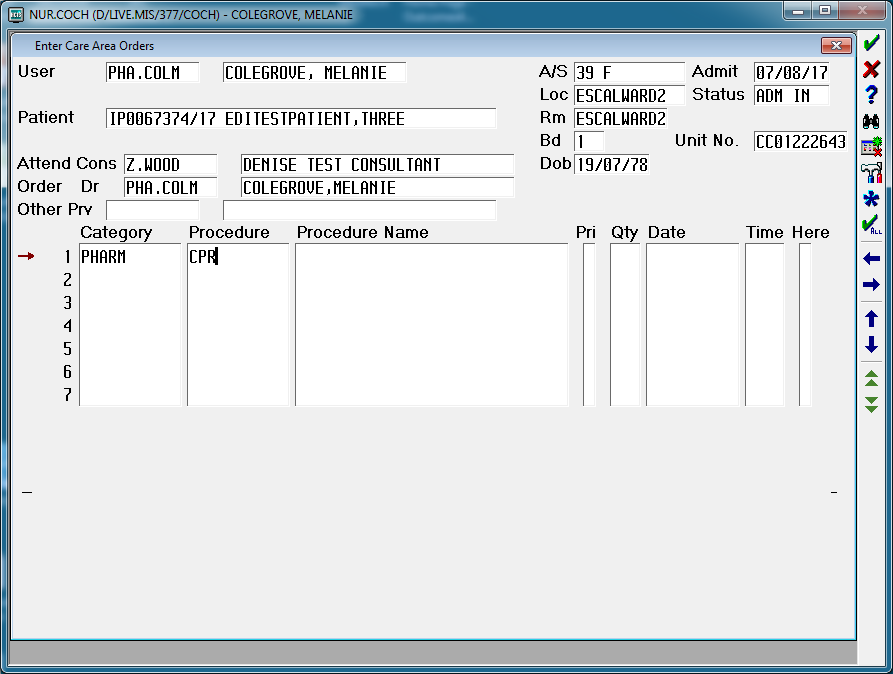 NUR.COCH (D/LIVE.MIS/377/COCH) - COLEGROVE, MELANIE
Enter Care Area Orders
User PHA.COLM COLEGROVE, MELANIE A/S 39 F Admit 07/08/17
Loc ESCALWARD2 Status ADM IN
Patient IP0067374/17 EDITESTPATIENT,THREE Rm ESCALWARD2
Bd 1 Unit No. CC01222643
Attend Cons Z.WOOD DENISE TEST CONSULTANT Dob 19/07/78
Order Dr PHA.COLM COLEGROVE,MELANIE
Other Prv
Category Procedure Procedure Name Pri Qty Date Time Here
1 PHARM CPR
2
3
4
5
6
7
ALL